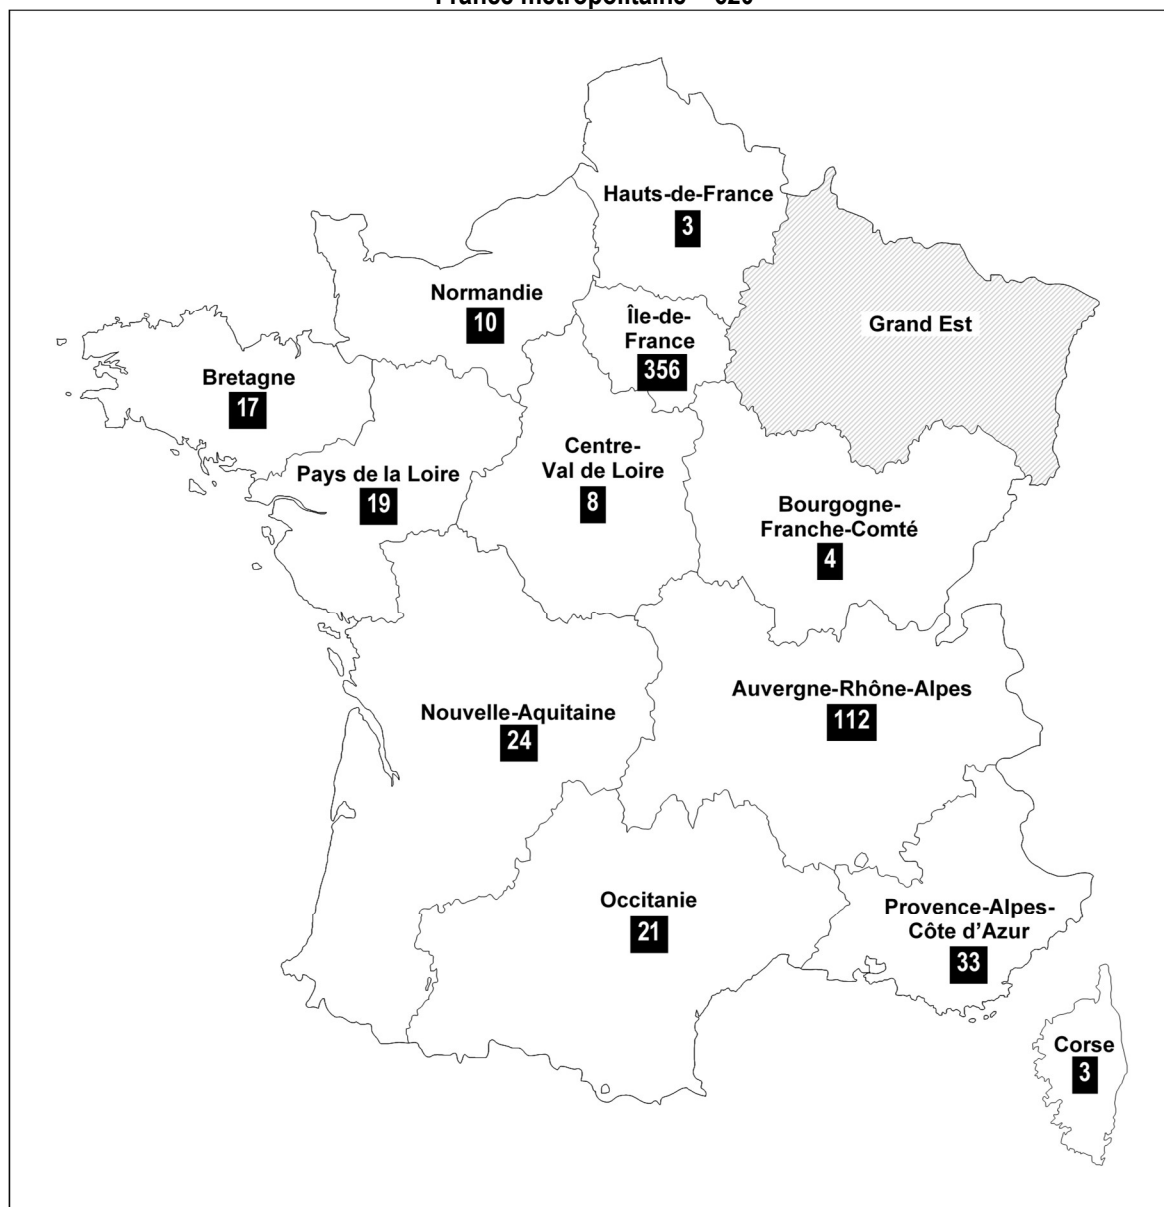 Hauts-de-France
3
Normandie
10
Île-de-
France
356
Grand Est
Bretagne
17
Centre-
Val de Loire
8
Pays de la Loire
19
Bourgogne-
Franche-Comté
4
Auvergne-Rhône-Alpes
112
Nouvelle-Aquitaine
24
Occitanie
21
Provence-Alpes-
Côte d’Azur
33
Corse
3